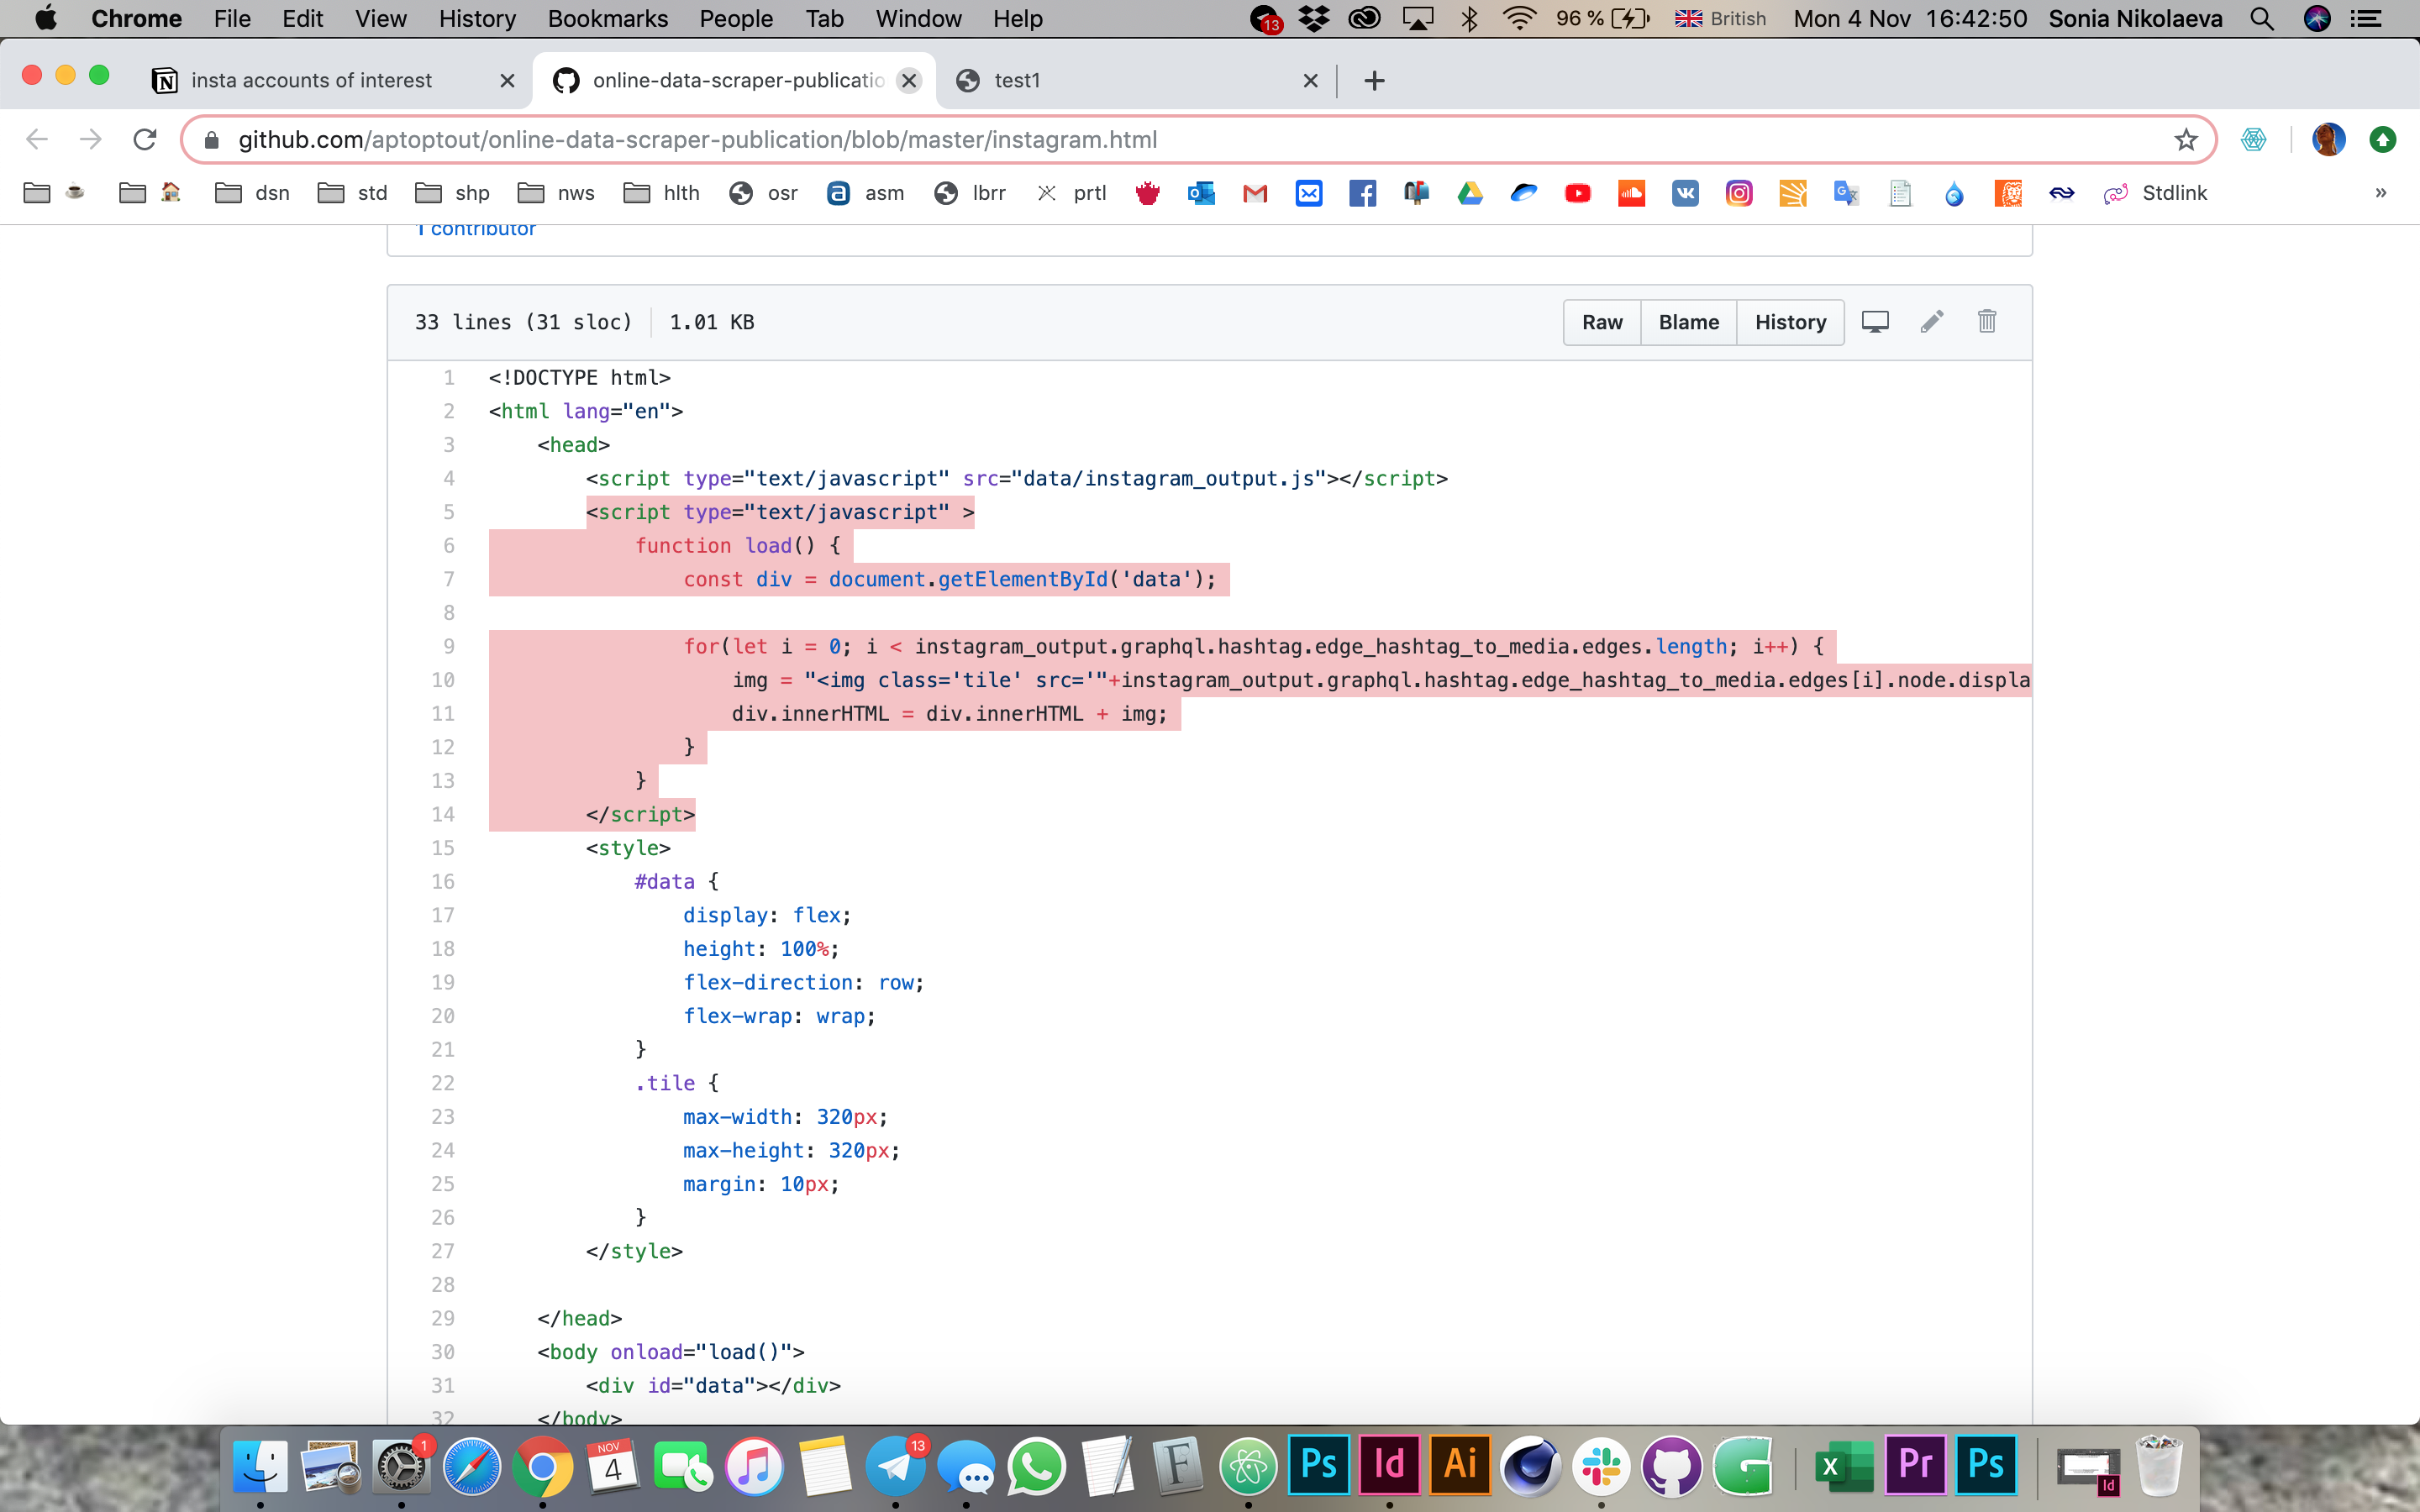 Chrome File Edit View History Bookmarks People Tab Window Help 13 96 % British Mon 4 Nov 16:42:50 Sonia Nikolaeva
insta accounts of interest online-data-scraper-publicatio test1
github.com/aptoptout/online-data-scraper-publication/blob/master/instagram.html
dsn std shp nws hlth osr asm lbrr prtl Stdlink »
1 contributor
33 lines (31 sloc) 1.01 KB Raw Blame History
1 <!DOCTYPE html>
2 <html lang="en">
3 <head>
4 <script type="text/javascript" src="data/instagram_output.js"></script>
5 <script type="text/javascript" >
6 function load() {
7 const div = document.getElementById('data');
8
9 for(let i = 0; i < instagram_output.graphql.hashtag.edge_hashtag_to_media.edges.length; i++) {
10 img = "<img class='tile' src='"+instagram_output.graphql.hashtag.edge_hashtag_to_media.edges[i].node.displa
11 div.innerHTML = div.innerHTML + img;
12 }
13 }
14 </script>
15 <style>
16 #data {
17 display: flex;
18 height: 100%;
19 flex-direction: row;
20 flex-wrap: wrap;
21 }
22 .tile {
23 max-width: 320px;
24 max-height: 320px;
25 margin: 10px;
26 }
27 </style>
28
29 </head>
30 <body onload="load()">
31 <div id="data"></div>
32 </body>
1 NOV 4 13 F Ps Id Ai X Pr Ps Id